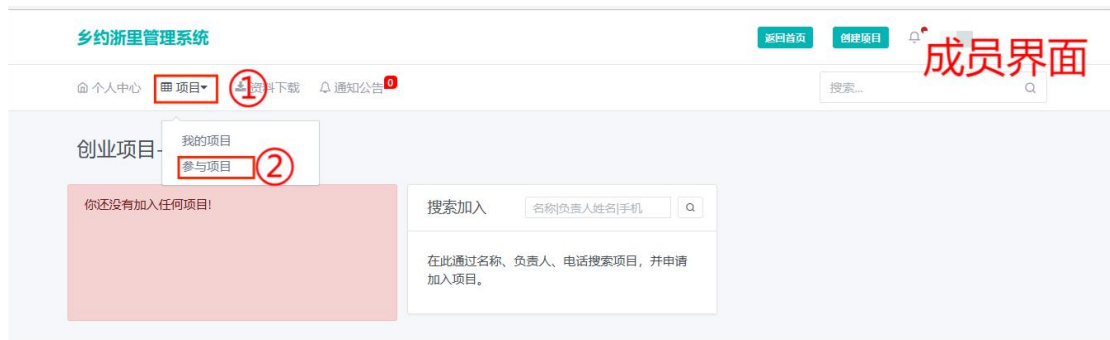 乡约浙里管理系统
返回首页
创建项目
成员界面
个人中心
项目
①
资料下载
通知公告
0
搜索...
创业项目-
我的项目
参与项目
②
你还没有加入任何项目!
搜索加入
名称|负责人姓名|手机
在此通过名称、负责人、电话搜索项目，并申请
加入项目。